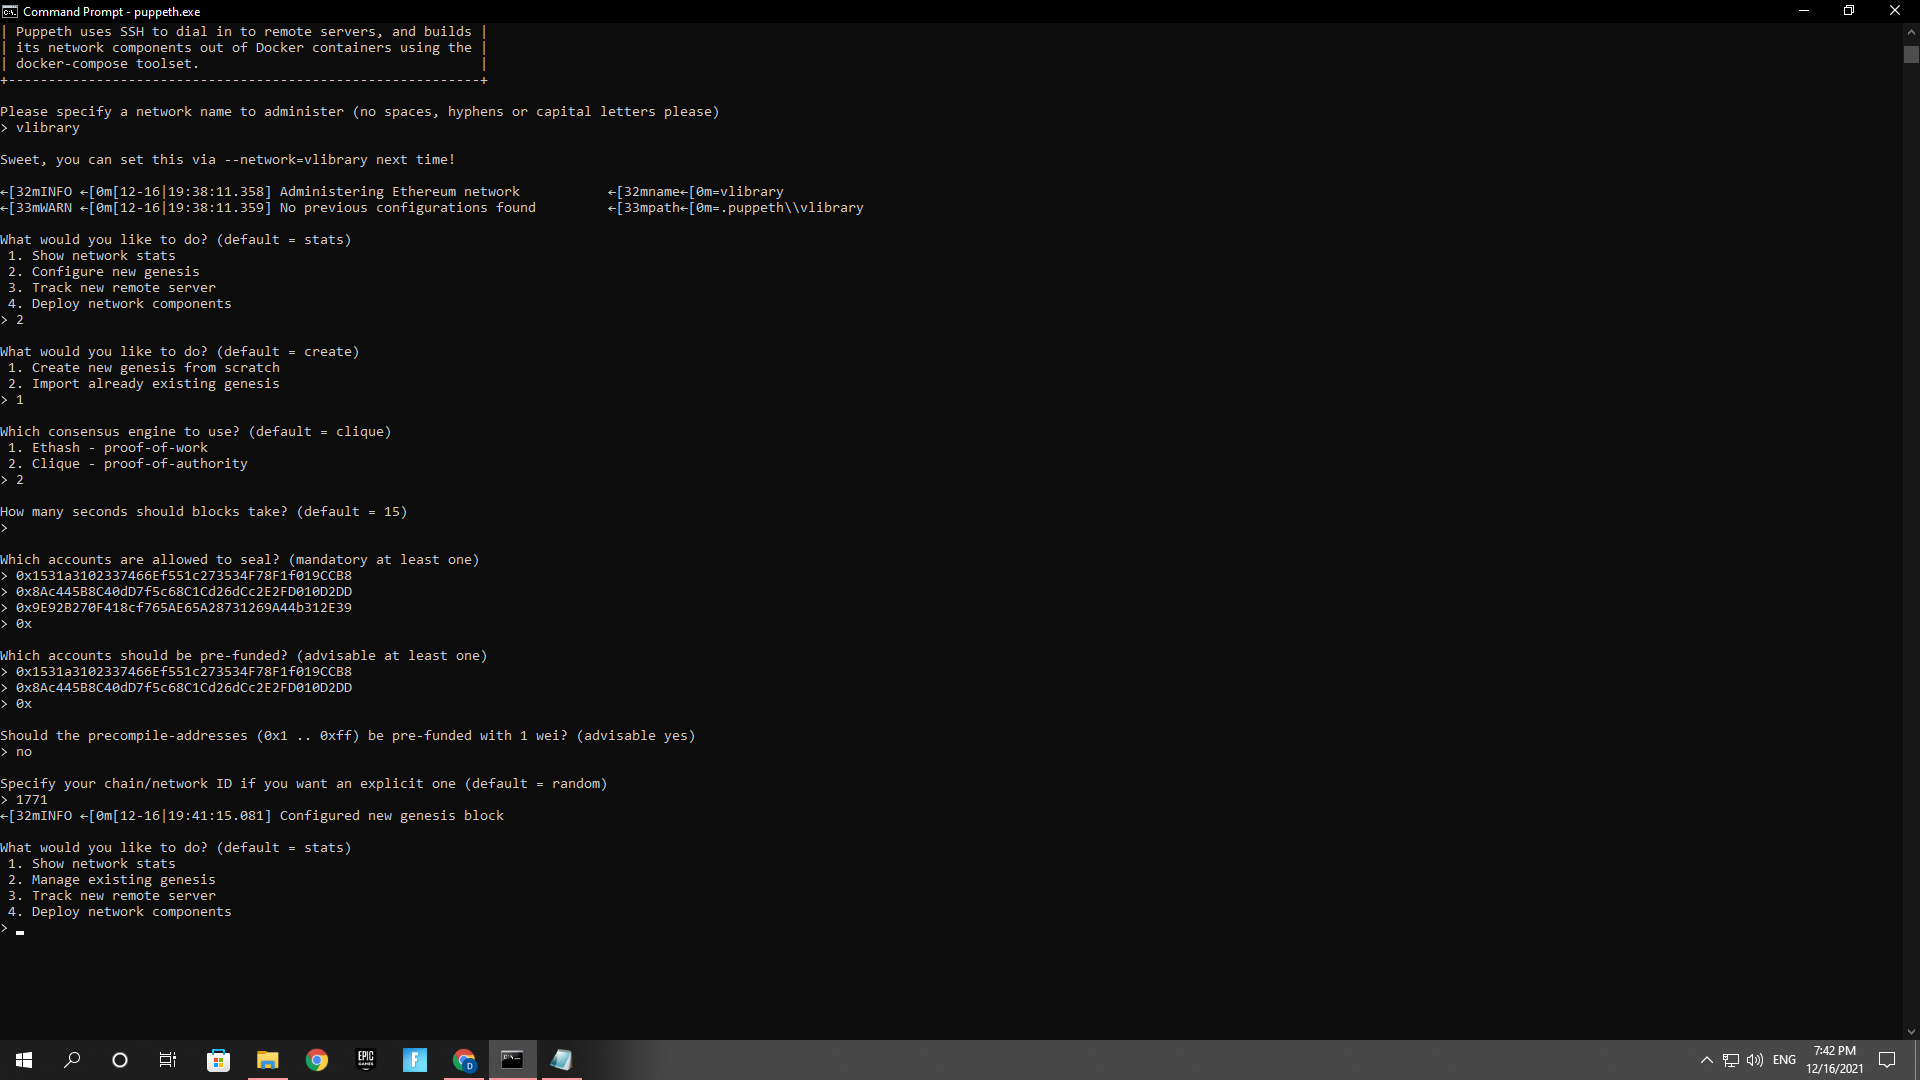 Command Prompt - puppeth.exe
| Puppeth uses SSH to dial in to remote servers, and builds |
| its network components out of Docker containers using the |
| docker-compose toolset. |
+-----------------------------------------------------------+
Please specify a network name to administer (no spaces, hyphens or capital letters please)
> vlibrary
Sweet, you can set this via --network=vlibrary next time!
←[32mINFO ←[0m[12-16|19:38:11.358] Administering Ethereum network ←[32mname←[0m=vlibrary
←[33mWARN ←[0m[12-16|19:38:11.359] No previous configurations found ←[33mpath←[0m=.puppeth\\vlibrary
What would you like to do? (default = stats)
1. Show network stats
2. Configure new genesis
3. Track new remote server
4. Deploy network components
> 2
What would you like to do? (default = create)
1. Create new genesis from scratch
2. Import already existing genesis
> 1
Which consensus engine to use? (default = clique)
1. Ethash - proof-of-work
2. Clique - proof-of-authority
> 2
How many seconds should blocks take? (default = 15)
>
Which accounts are allowed to seal? (mandatory at least one)
> 0x1531a3102337466Ef551c273534F78F1f019CCB8
> 0x8Ac445B8C40dD7f5c68C1Cd26dCc2E2FD010D2DD
> 0x9E92B270F418cf765AE65A28731269A44b312E39
> 0x
Which accounts should be pre-funded? (advisable at least one)
> 0x1531a3102337466Ef551c273534F78F1f019CCB8
> 0x8Ac445B8C40dD7f5c68C1Cd26dCc2E2FD010D2DD
> 0x
Should the precompile-addresses (0x1 .. 0xff) be pre-funded with 1 wei? (advisable yes)
> no
Specify your chain/network ID if you want an explicit one (default = random)
> 1771
←[32mINFO ←[0m[12-16|19:41:15.081] Configured new genesis block
What would you like to do? (default = stats)
1. Show network stats
2. Manage existing genesis
3. Track new remote server
4. Deploy network components
> _
EPIC GAMES
F
D
ENG
7:42 PM
12/16/2021